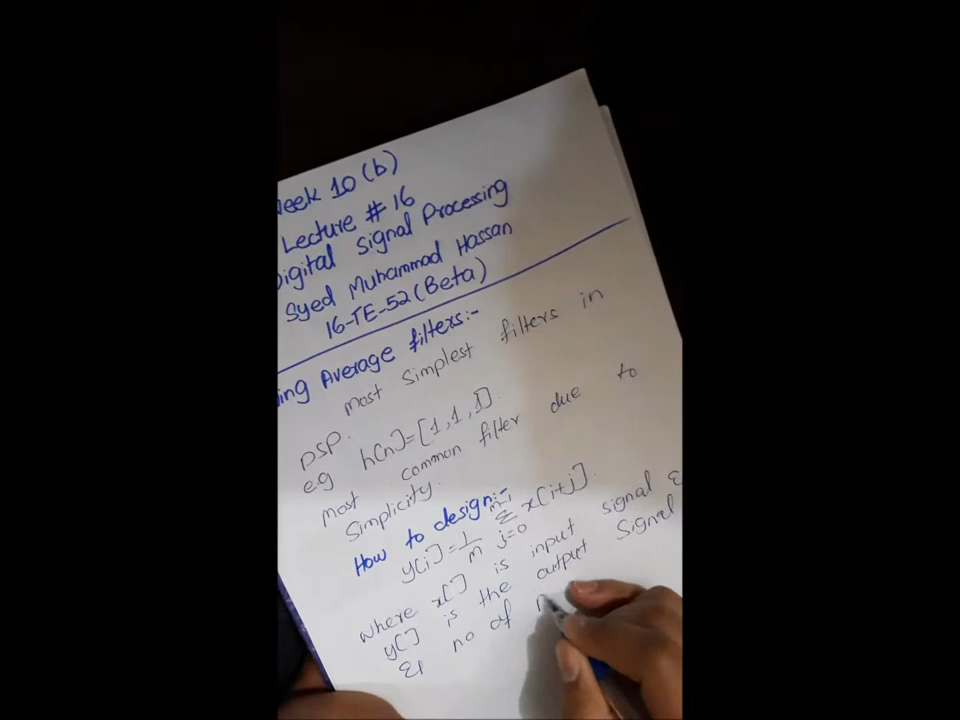 eek 10 (b)
Lecture # 16
Digital Signal Processing
Syed Muhammad Hassan
16-TE-52 (Beta)
ing Average filters:-
most simplest filters in
DSP.
e.g h[n]=[1,1,1].
most common filter due to
Simplicity.
How to design:-
y[i]=1/m m-1 Σ j=0 x[i+j].
where x[] is input signal &
y[] is the output Signal
& no of